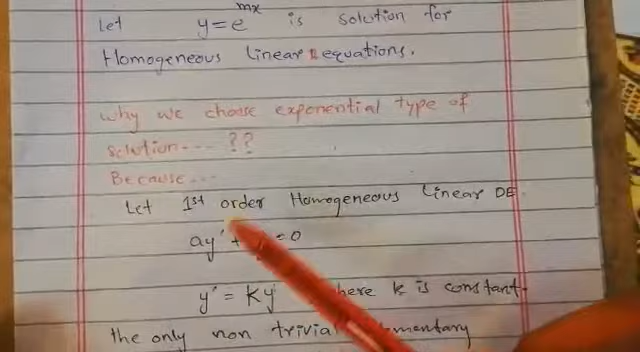 Let y = e^mx is solution for
Homogeneous linear equations.
Why we choose exponential type of
solution... ??
Because...
Let 1st order Homogeneous linear DE.
ay' + = 0
y' = Ky k is constant.
the only non trivial